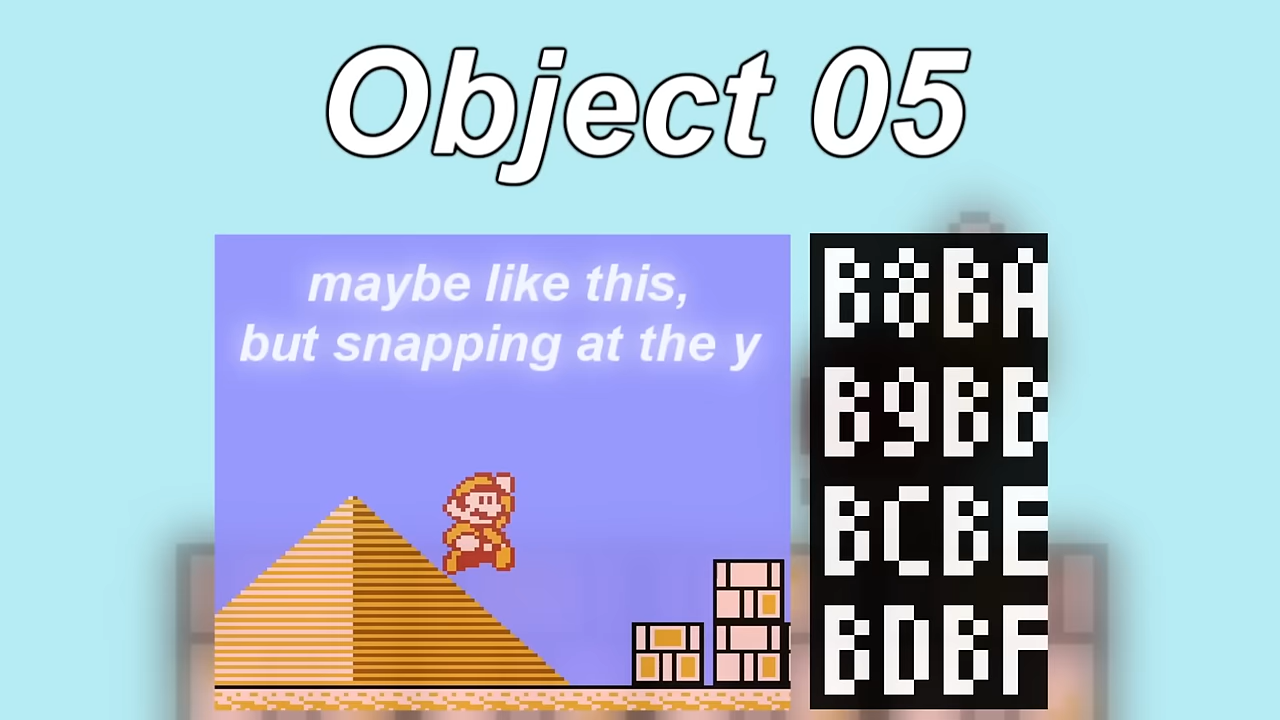 Object 05
maybe like this,
but snapping at the y
B8BA
B9BB
BCBE
BDBF